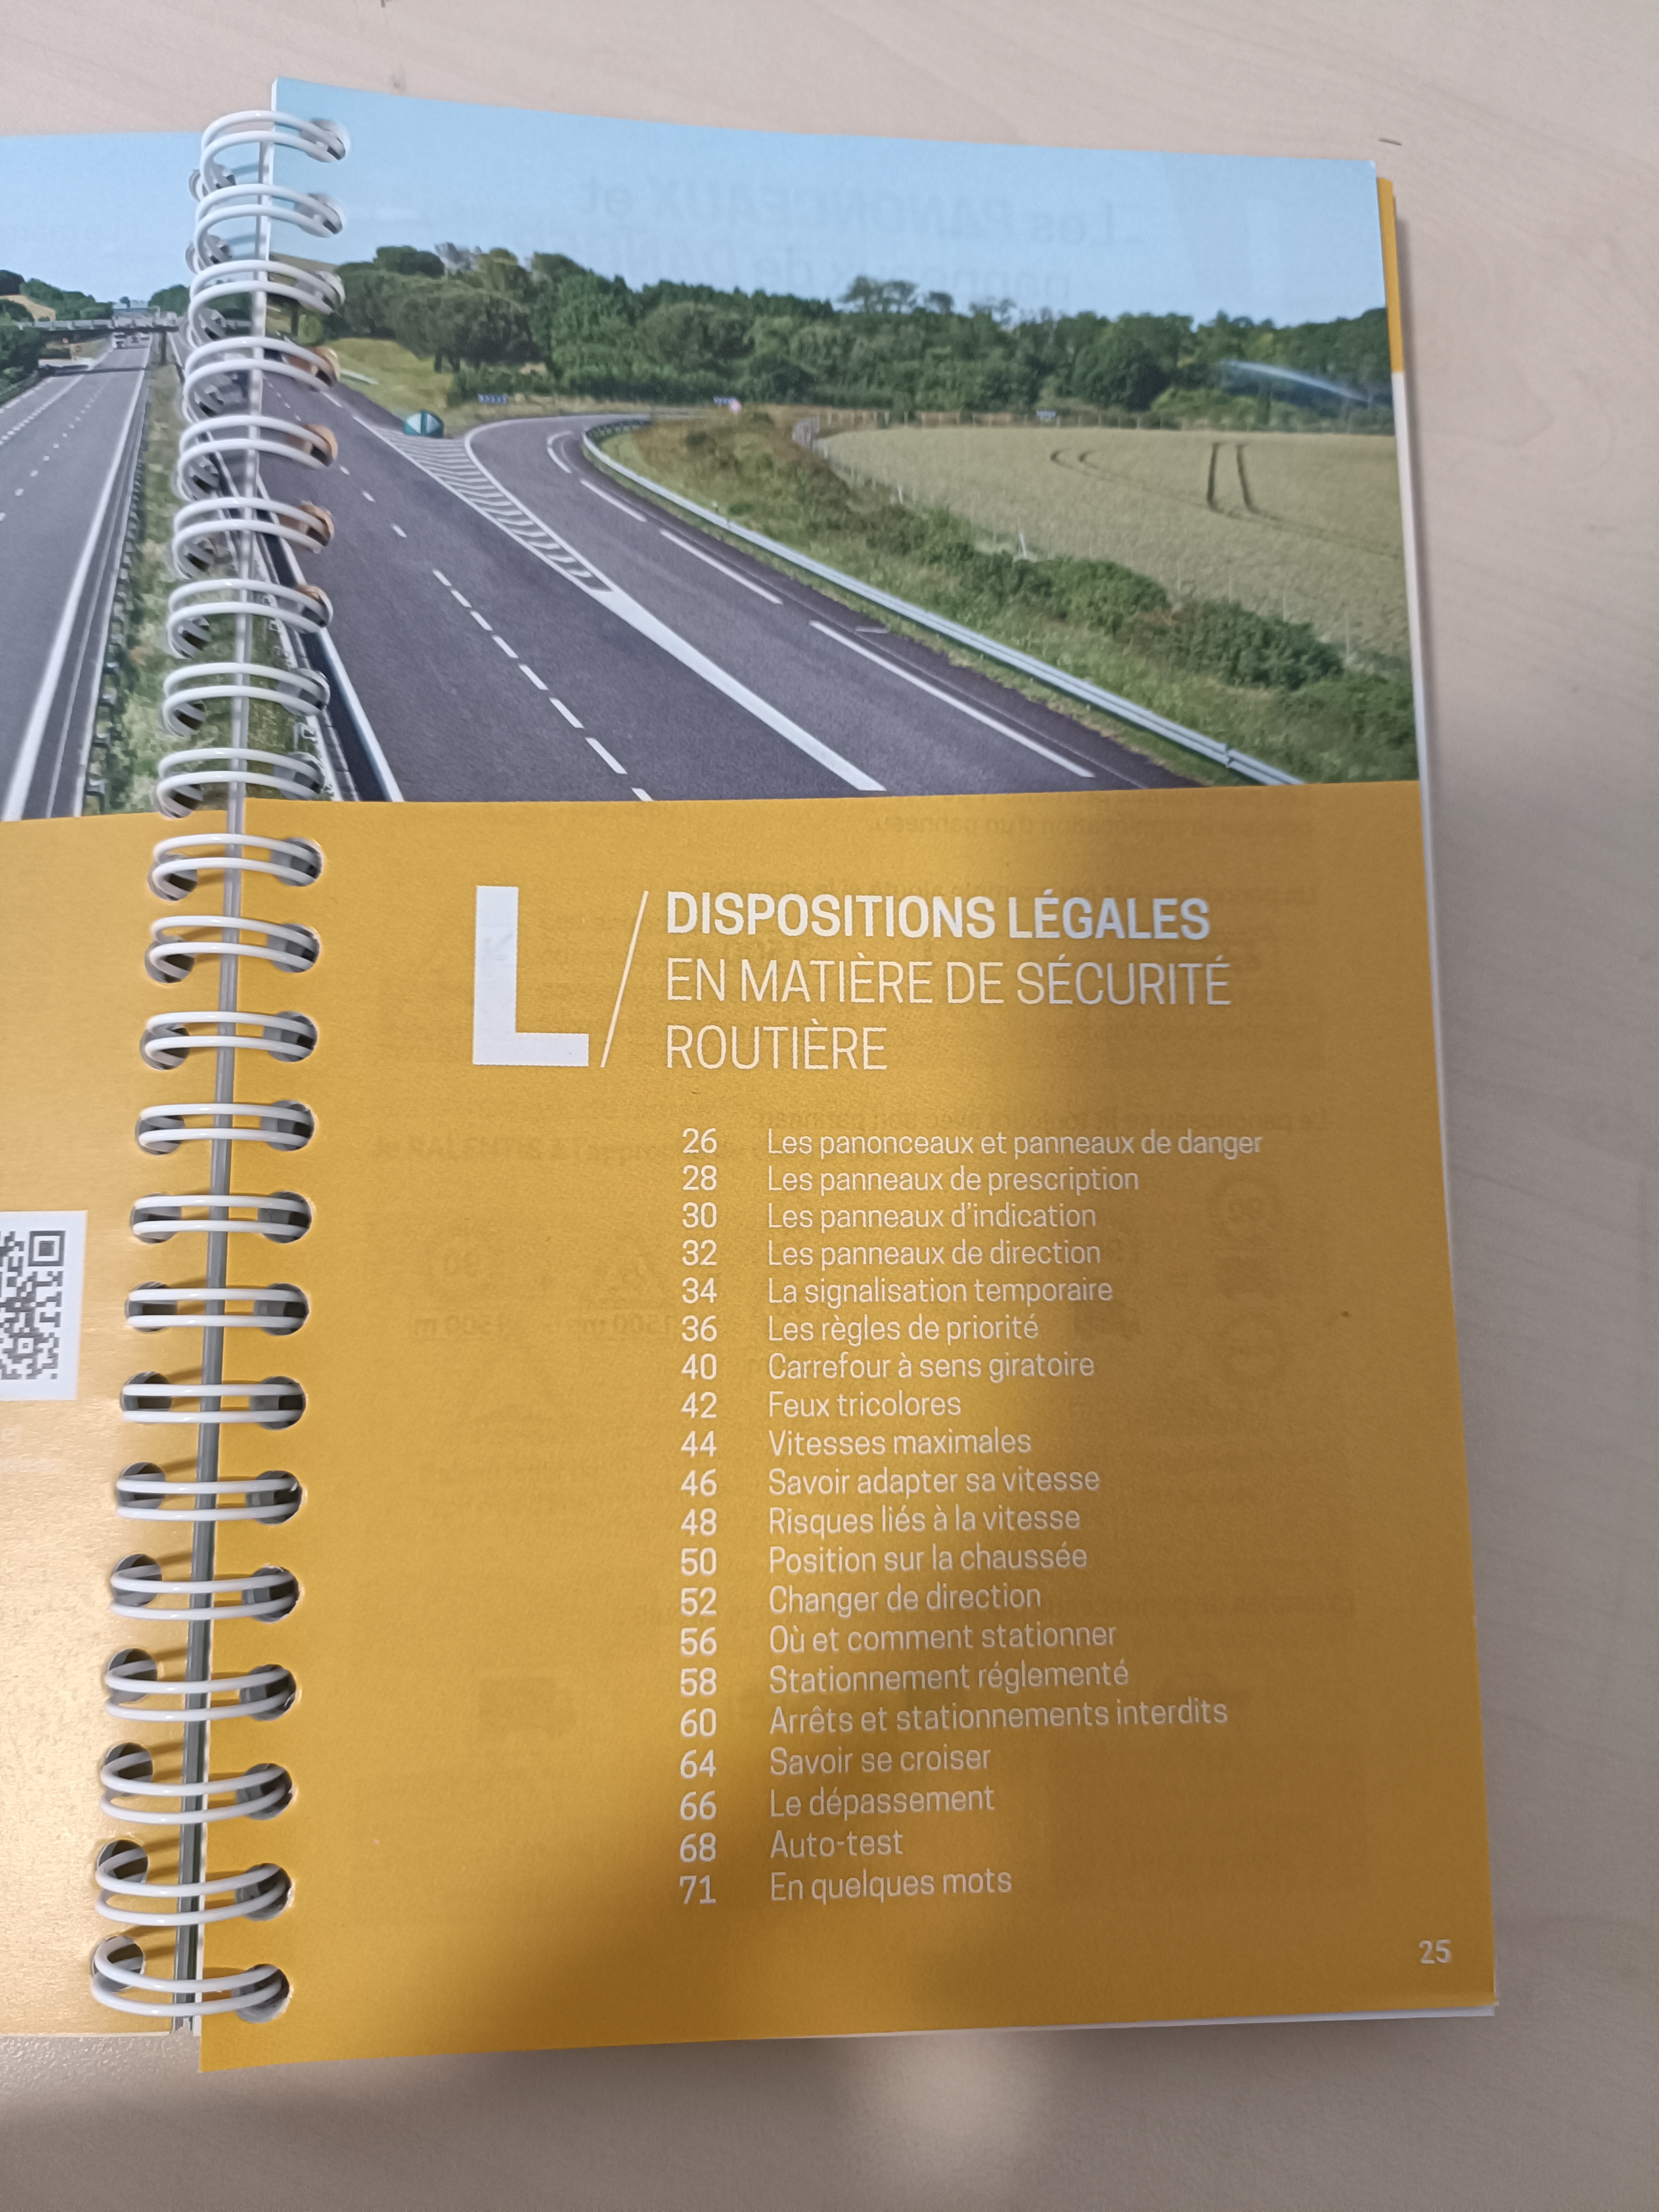 L
DISPOSITIONS LÉGALES
EN MATIÈRE DE SÉCURITÉ
ROUTIÈRE
26 Les panonceaux et panneaux de danger
28 Les panneaux de prescription
30 Les panneaux d'indication
32 Les panneaux de direction
34 La signalisation temporaire
36 Les règles de priorité
40 Carrefour à sens giratoire
42 Feux tricolores
44 Vitesses maximales
46 Savoir adapter sa vitesse
48 Risques liés à la vitesse
50 Position sur la chaussée
52 Changer de direction
56 Où et comment stationner
58 Stationnement réglementé
60 Arrêts et stationnements interdits
64 Savoir se croiser
66 Le dépassement
68 Auto-test
71 En quelques mots
25